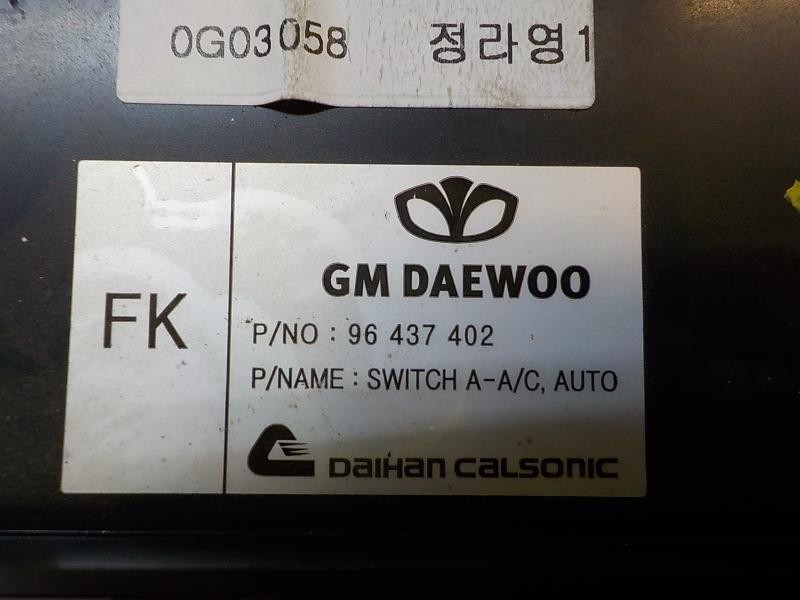 0G03058 정라영1
FK
GM DAEWOO
P/NO : 96 437 402
P/NAME : SWITCH A-A/C, AUTO
DAIHAN CALSONIC